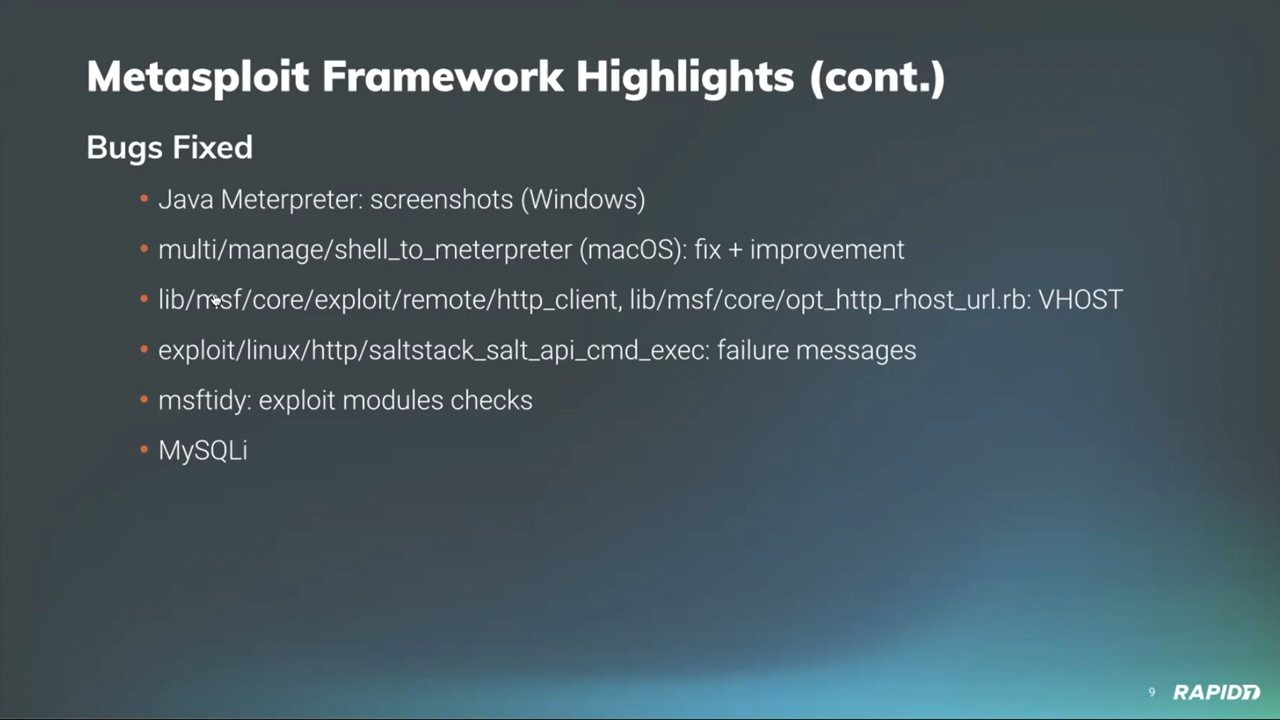 Metasploit Framework Highlights (cont.)
Bugs Fixed
• Java Meterpreter: screenshots (Windows)
• multi/manage/shell_to_meterpreter (macOS): fix + improvement
• lib/msf/core/exploit/remote/http_client, lib/msf/core/opt_http_rhost_url.rb: VHOST
• exploit/linux/http/saltstack_salt_api_cmd_exec: failure messages
• msftidy: exploit modules checks
• MySQLi
9 RAPID7